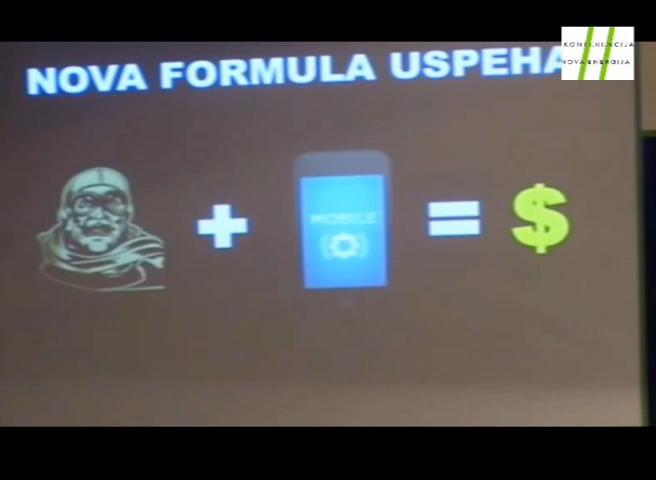 NOVA FORMULA USPEHA
KONFERENCIJA
NOVA ENERGIJA
+
MOBILE
=
$